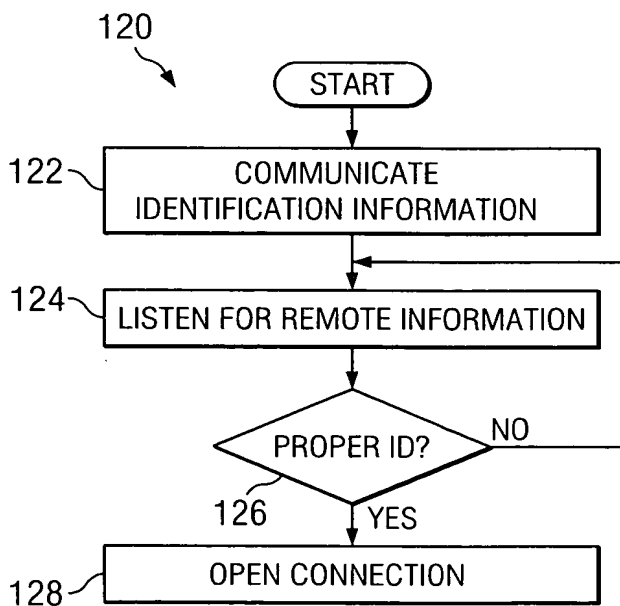 120
START
122
COMMUNICATE
IDENTIFICATION INFORMATION
124
LISTEN FOR REMOTE INFORMATION
PROPER ID?
NO
126
YES
128
OPEN CONNECTION